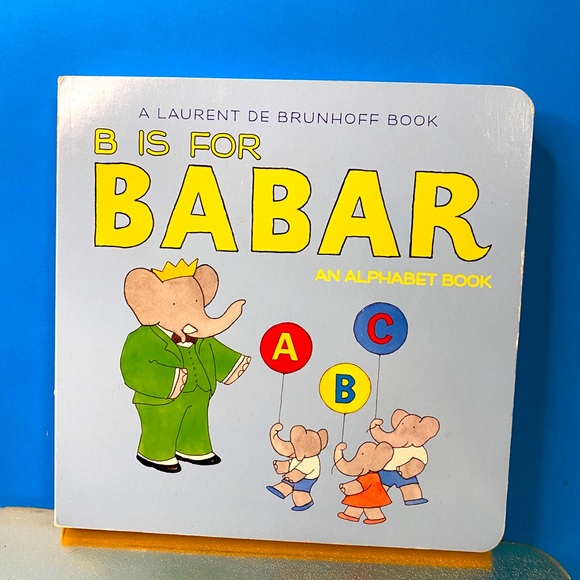 A LAURENT DE BRUNHOFF BOOK
B IS FOR
BABAR
AN ALPHABET BOOK
A
B
C